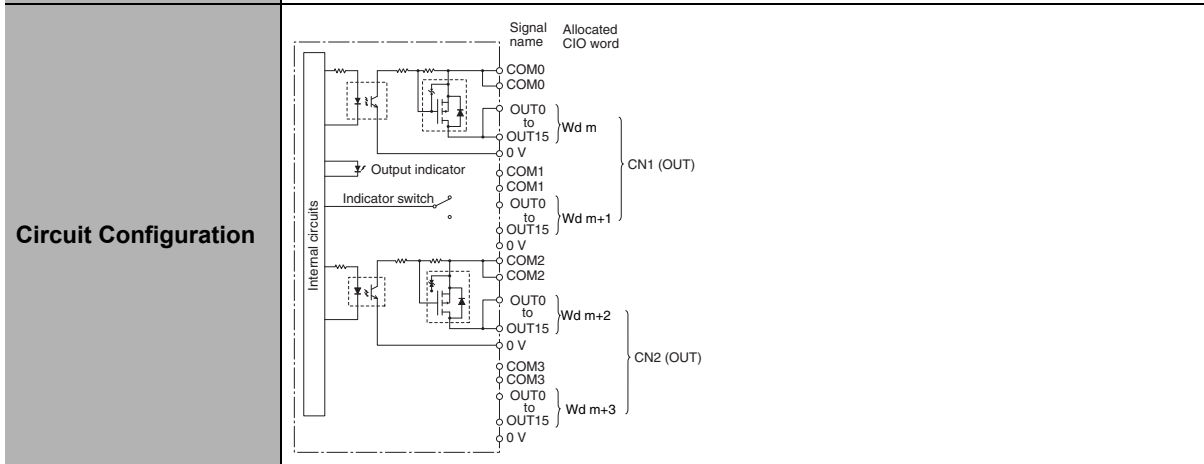 Circuit Configuration
Signal name
Allocated CIO word
Internal circuits
COM0
COM0
OUT0
to
OUT15
Wd m
0 V
Output indicator
COM1
COM1
Indicator switch
OUT0
to
OUT15
Wd m+1
0 V
CN1 (OUT)
COM2
COM2
OUT0
to
OUT15
Wd m+2
0 V
COM3
COM3
OUT0
to
OUT15
Wd m+3
0 V
CN2 (OUT)